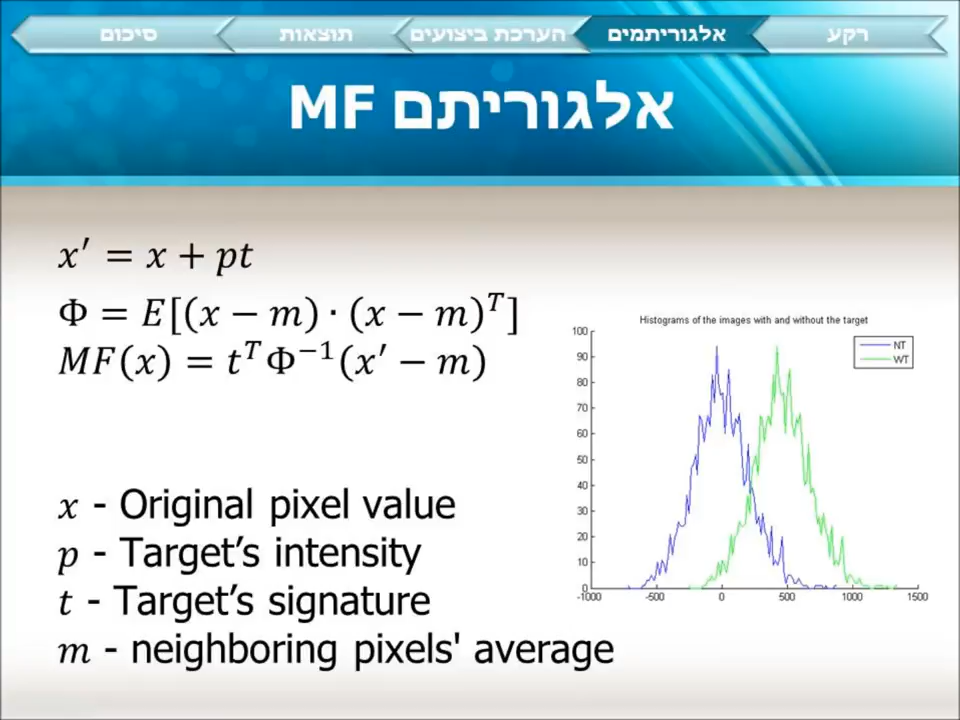 רקע
אלגוריתמים
הערכת ביצועים
תוצאות
סיכום
אלגוריתם MF
x′ = x + pt
Φ = E[(x − m) · (x − m)ᵀ]
MF(x) = tᵀΦ⁻¹(x′ − m)
x - Original pixel value
p - Target’s intensity
t - Target’s signature
m - neighboring pixels' average
Histograms of the images with and without the target
NT
WT
100
90
80
70
60
50
40
30
20
10
0
-1000 -500 0 500 1000 1500